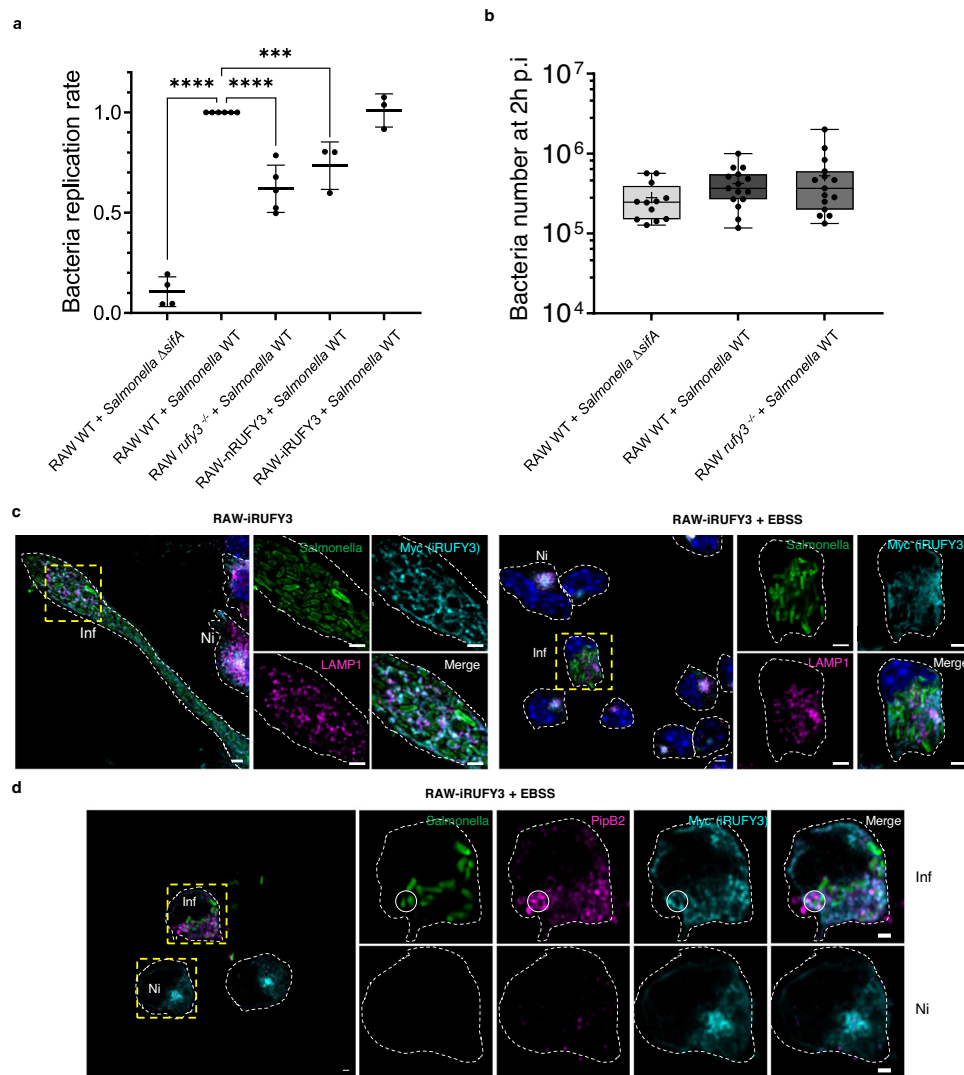 a
Bacteria replication rate
1.0
0.5
0.0
****
****
***
RAW WT + Salmonella ΔsifA
RAW WT + Salmonella WT
RAW rufy3 -/- + Salmonella WT
RAW-nRUFY3 + Salmonella WT
RAW-iRUFY3 + Salmonella WT
b
Bacteria number at 2h p.i
10⁷
10⁶
10⁵
10⁴
RAW WT + Salmonella ΔsifA
RAW WT + Salmonella WT
RAW rufy3 -/- + Salmonella WT
c
RAW-iRUFY3
Inf
Ni
Salmonella
Myc (iRUFY3)
LAMP1
Merge
RAW-iRUFY3 + EBSS
Ni
Inf
Salmonella
Myc (iRUFY3)
LAMP1
Merge
d
RAW-iRUFY3 + EBSS
Inf
Ni
Salmonella
PipB2
Myc (iRUFY3)
Merge
Inf
Ni